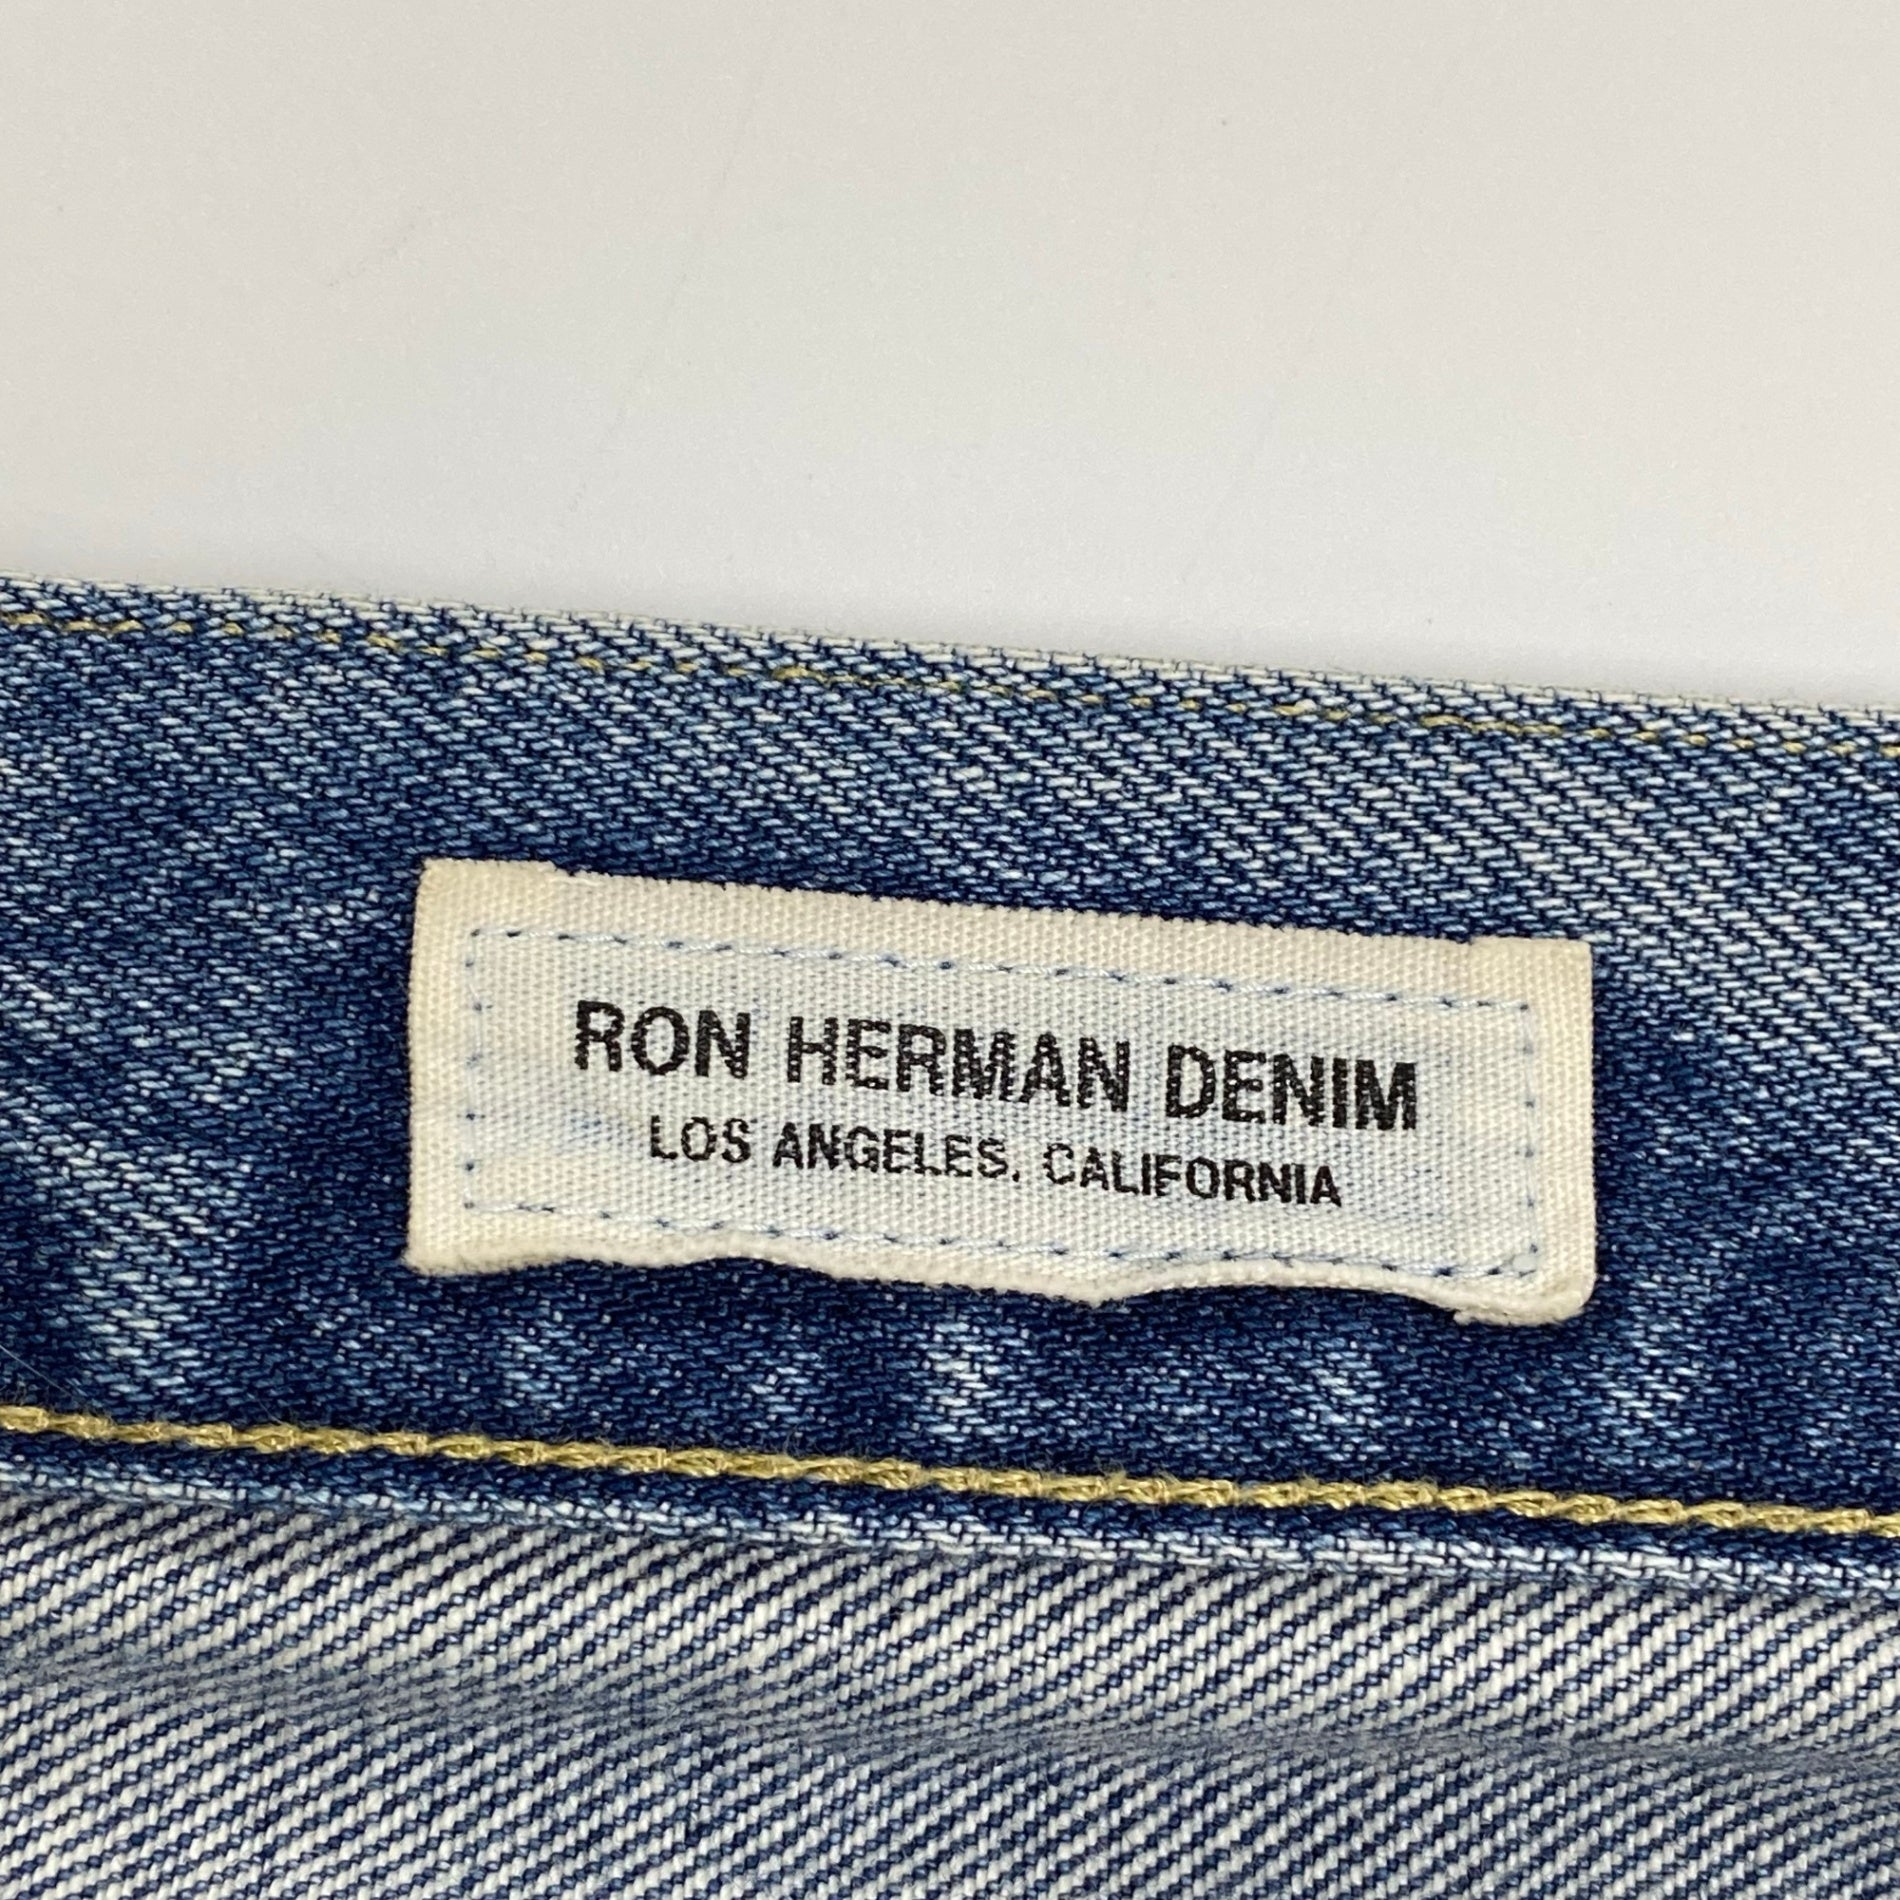 RON HERMAN DENIM
LOS ANGELES, CALIFORNIA